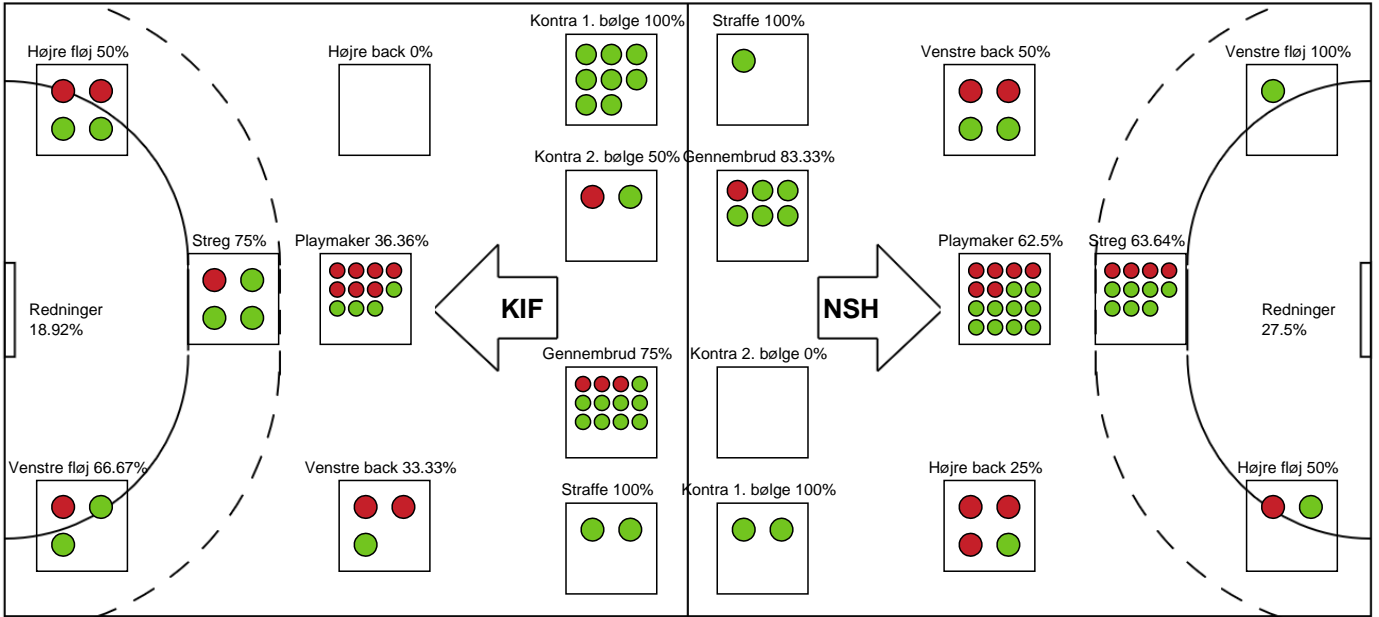 Kontra 1. bølge 100%
Straffe 100%
Højre fløj 50%
Højre back 0%
Venstre back 50%
Venstre fløj 100%
Kontra 2. bølge 50%
Gennembrud 83.33%
Streg 75%
Playmaker 36.36%
Playmaker 62.5%
Streg 63.64%
Redninger
18.92%
KIF
NSH
Redninger
27.5%
Gennembrud 75%
Kontra 2. bølge 0%
Venstre fløj 66.67%
Venstre back 33.33%
Højre back 25%
Højre fløj 50%
Straffe 100%
Kontra 1. bølge 100%